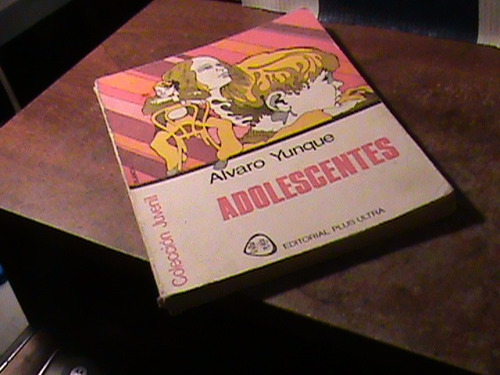 Alvaro Yunque
ADOLESCENTES
Colección Juvenil
EDITORIAL PLUS ULTRA